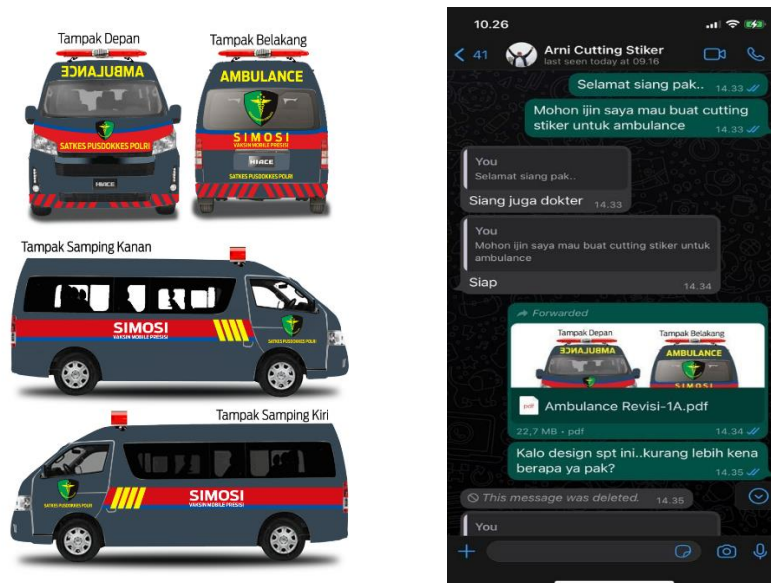 Tampak Depan
Tampak Belakang
AMBULANCE
SATKES PUSDOKKES POLRI
HIACE
AMBULANCE
SIMOSI
VAKSIN MOBILE PRESISI
HIACE
SATKES PUSDOKKES POLRI
Tampak Samping Kanan
SIMOSI
VAKSIN MOBILE PRESISI
SATKES PUSDOKKES POLRI
Tampak Samping Kiri
SIMOSI
VAKSIN MOBILE PRESISI
SATKES PUSDOKKES POLRI
10.26
41
Arni Cutting Stiker
last seen today at 09.16
Selamat siang pak..
14.33
Mohon ijin saya mau buat cutting
stiker untuk ambulance
14.33
You
Selamat siang pak..
Siang juga dokter
14.33
You
Mohon ijin saya mau buat cutting stiker untuk
ambulance
Siap
14.34
Forwarded
Tampak Depan
Tampak Belakang
AMBULANCE
AMBULANCE
SIMOSI
pdf
Ambulance Revisi-1A.pdf
22,7 MB • pdf
14.34
Kalo design spt ini..kurang lebih kena
berapa ya pak?
14.35
This message was deleted.
14.35
You